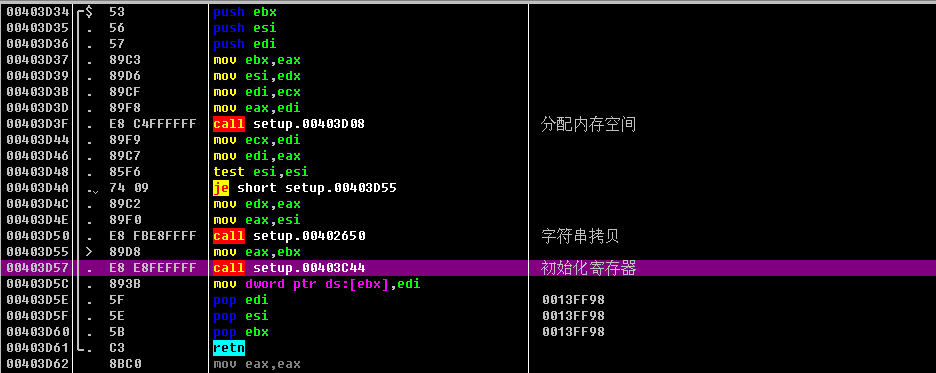 00403D34 $ 53 push ebx
00403D35 . 56 push esi
00403D36 . 57 push edi
00403D37 . 89C3 mov ebx,eax
00403D39 . 89D6 mov esi,edx
00403D3B . 89CF mov edi,ecx
00403D3D . 89F8 mov eax,edi
00403D3F . E8 C4FFFFFF call setup.00403D08 分配内存空间
00403D44 . 89F9 mov ecx,edi
00403D46 . 89C7 mov edi,eax
00403D48 . 85F6 test esi,esi
00403D4A .⌄ 74 09 je short setup.00403D55
00403D4C . 89C2 mov edx,eax
00403D4E . 89F0 mov eax,esi
00403D50 . E8 FBE8FFFF call setup.00402650 字符串拷贝
00403D55 > 89D8 mov eax,ebx
00403D57 . E8 E8FEFFFF call setup.00403C44 初始化寄存器
00403D5C . 893B mov dword ptr ds:[ebx],edi
00403D5E . 5F pop edi 0013FF98
00403D5F . 5E pop esi 0013FF98
00403D60 . 5B pop ebx 0013FF98
00403D61 . C3 retn
00403D62 8BC0 mov eax,eax